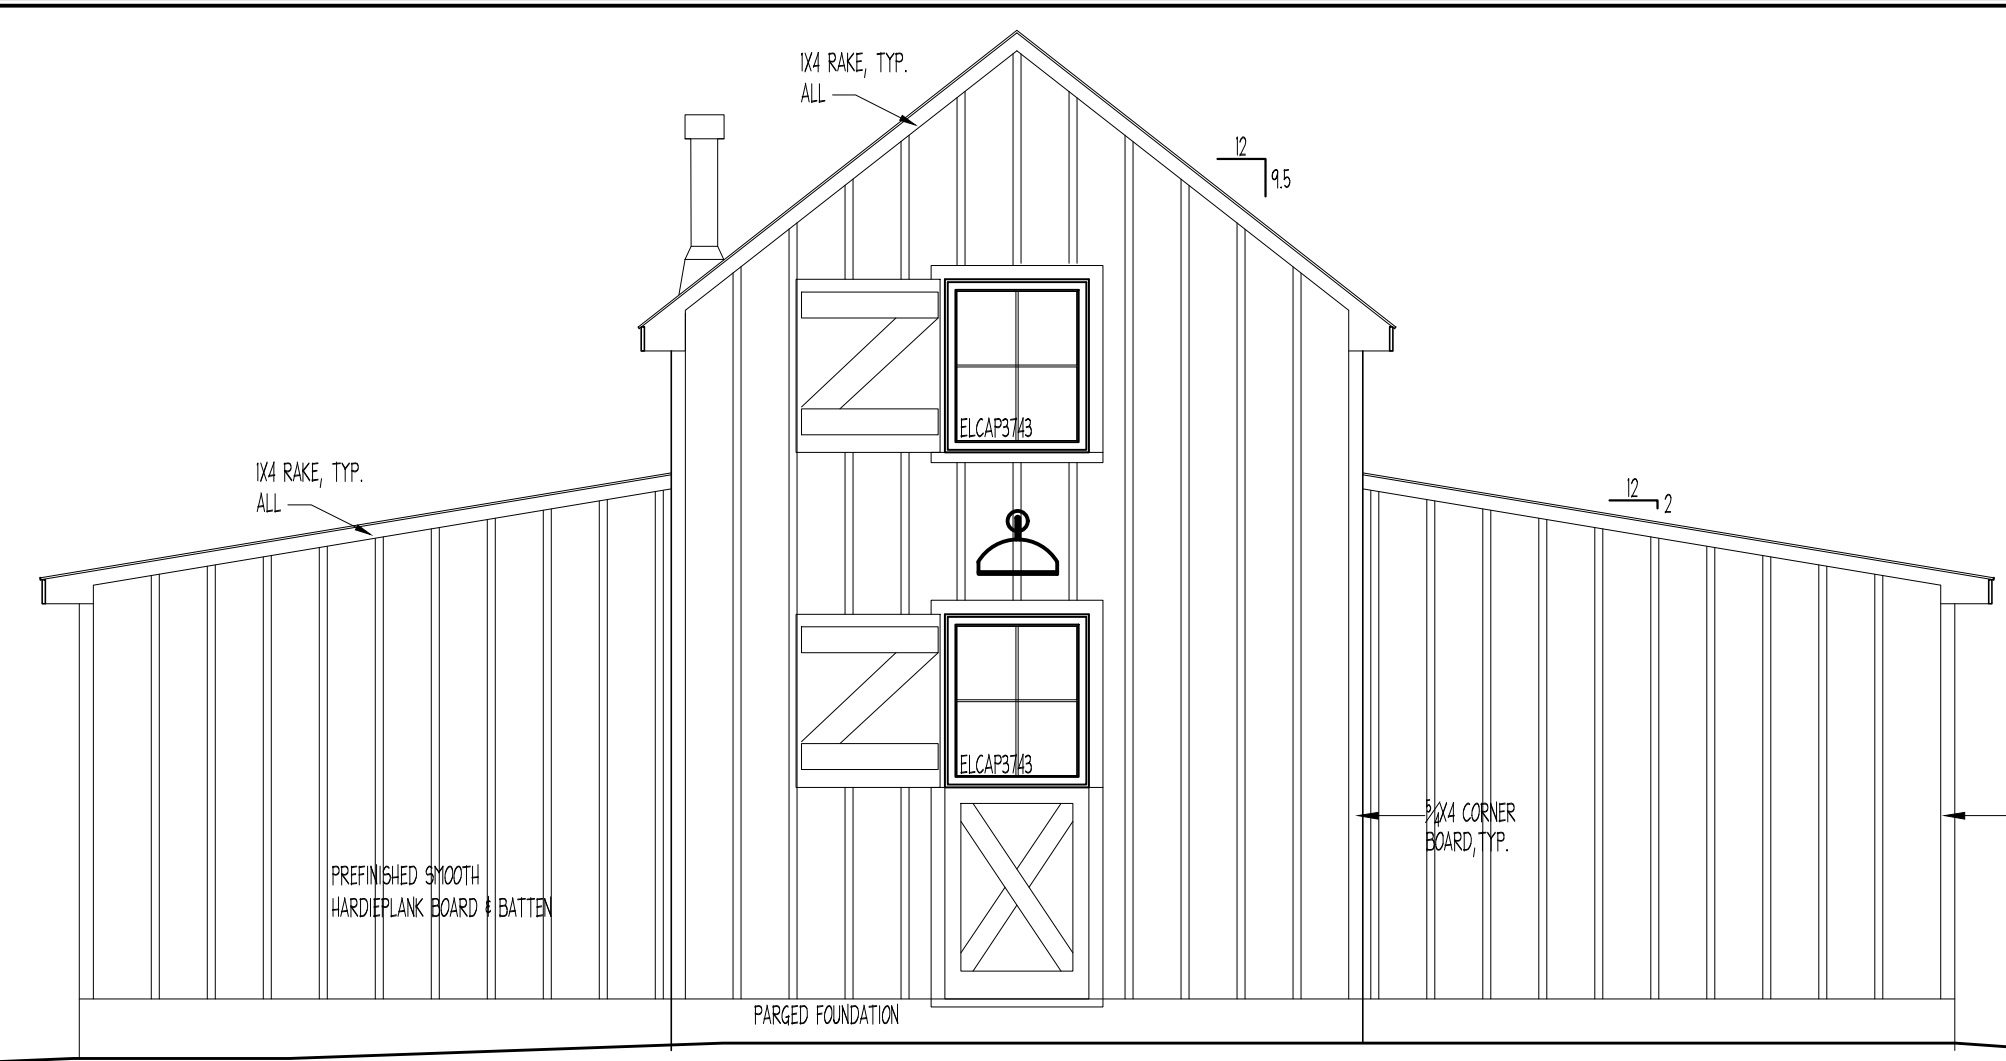 1X4 RAKE, TYP.
ALL
12
9.5
ELCAP3743
1X4 RAKE, TYP.
ALL
12
2
ELCAP3743
5/4X4 CORNER
BOARD, TYP.
PREFINISHED SMOOTH
HARDIEPLANK BOARD & BATTEN
PARGED FOUNDATION